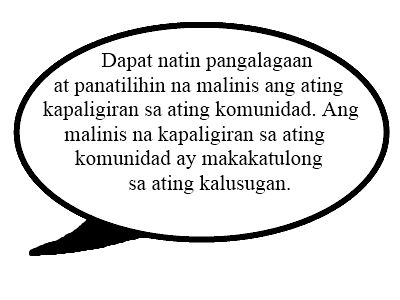 Dapat natin pangalagaan
at panatilihin na malinis ang ating
kapaligiran sa ating komunidad. Ang
malinis na kapaligiran sa ating
komunidad ay makakatulong
sa ating kalusugan.